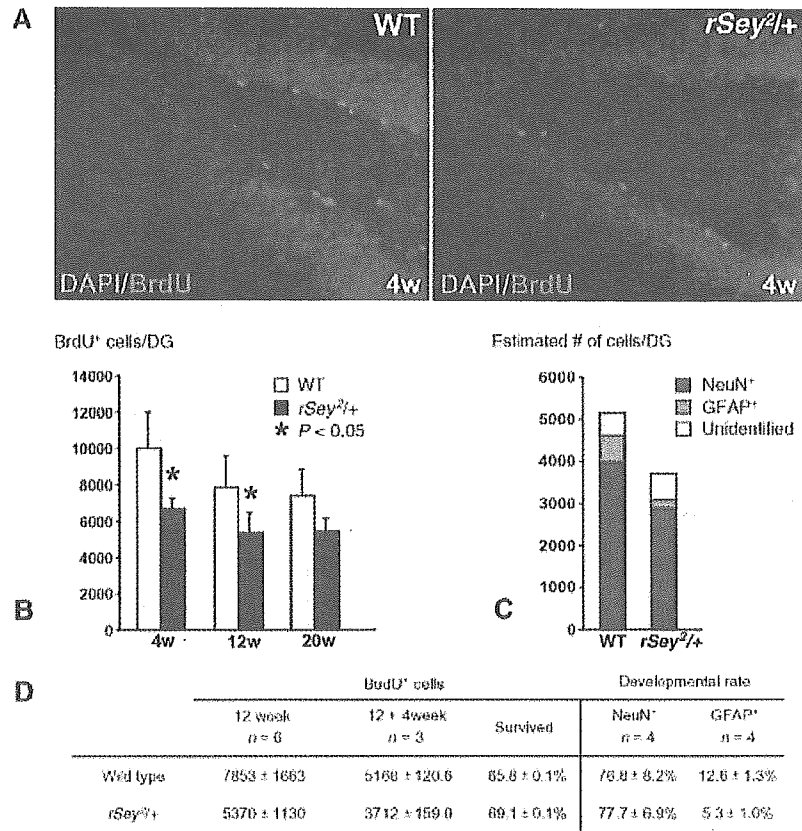 A
WT
rSey²/+
DAPI/BrdU
4w
DAPI/BrdU
4w
BrdU⁺ cells/DG
14000
12000
10000
8000
6000
4000
2000
0
WT
rSey²/+
* P < 0.05
*
*
4w
12w
20w
B
Estimated # of cells/DG
6000
5000
4000
3000
2000
1000
0
NeuN⁺
GFAP⁺
Unidentified
WT
rSey²/+
C
D
BudU⁺ cells
Developmental rate
12 week
n = 6
12 + 4week
n = 3
Survived
NeuN⁺
n = 4
GFAP⁺
n = 4
Wild type
7853 ± 1663
5168 ± 120.6
65.8 ± 0.1%
76.8 ± 8.2%
12.6 ± 1.3%
rSey²/+
5370 ± 1130
3712 ± 159.0
69.1 ± 0.1%
77.7 ± 6.9%
5.3 ± 1.0%